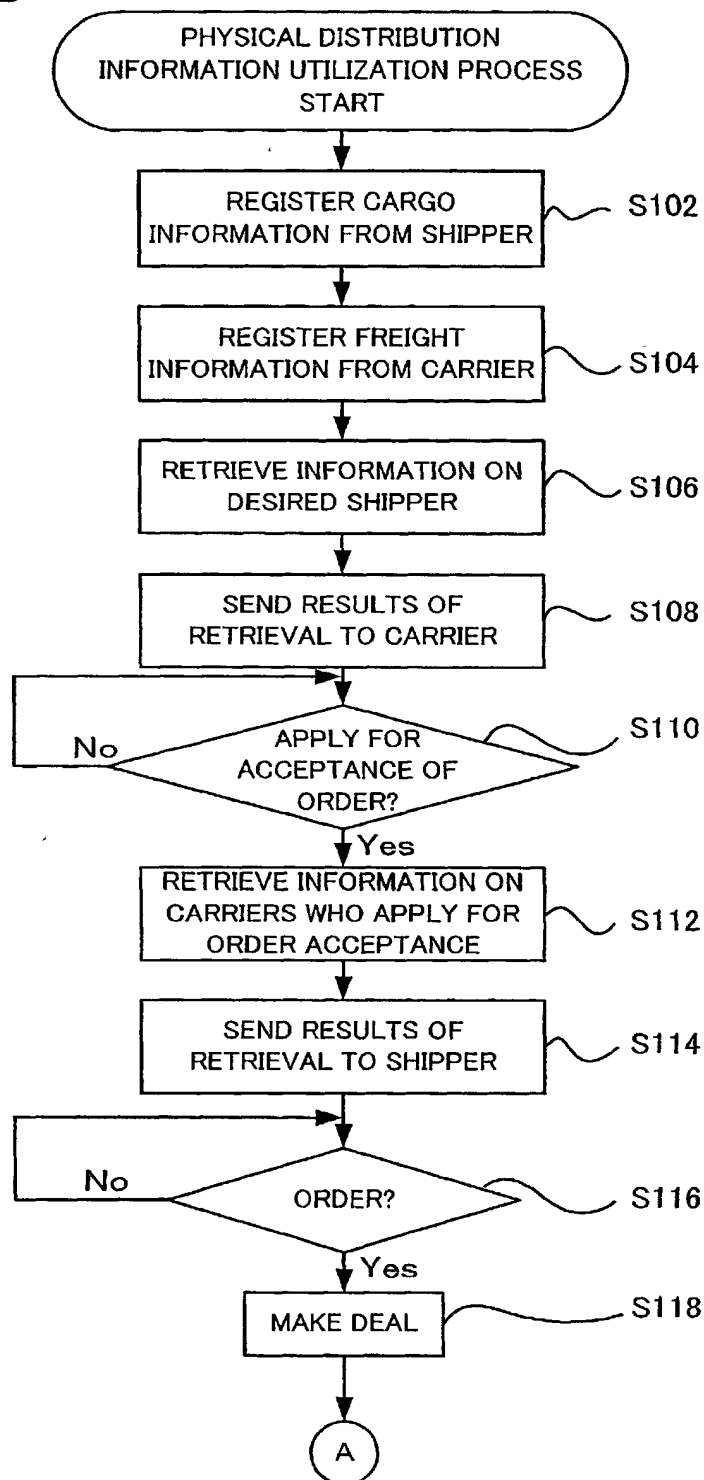 PHYSICAL DISTRIBUTION
INFORMATION UTILIZATION PROCESS
START
REGISTER CARGO
INFORMATION FROM SHIPPER
S102
REGISTER FREIGHT
INFORMATION FROM CARRIER
S104
RETRIEVE INFORMATION ON
DESIRED SHIPPER
S106
SEND RESULTS OF
RETRIEVAL TO CARRIER
S108
APPLY FOR
ACCEPTANCE OF
ORDER?
S110
No
Yes
RETRIEVE INFORMATION ON
CARRIERS WHO APPLY FOR
ORDER ACCEPTANCE
S112
SEND RESULTS OF
RETRIEVAL TO SHIPPER
S114
No
ORDER?
S116
Yes
MAKE DEAL
S118
A